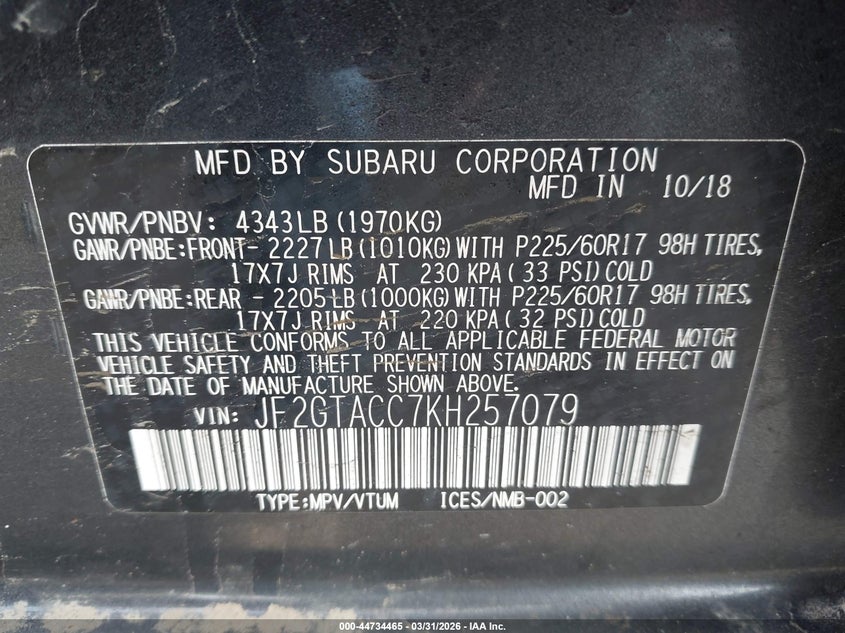 MFD BY SUBARU CORPORATION
MFD IN 10/18
GVWR/PNBV: 4343LB(1970KG)
GAWR/PNBE:FRONT- 2227LB(1010KG)WITH P225/60R17 98H TIRES,
17X7J RIMS AT 230 KPA( 33 PSI)COLD
GAWR/PNBE:REAR - 2205LB(1000KG)WITH P225/60R17 98H TIRES,
17X7J RIMS AT 220 KPA( 32 PSI)COLD
THIS VEHICLE CONFORMS TO ALL APPLICABLE FEDERAL MOTOR
VEHICLE SAFETY AND THEFT PREVENTION STANDARDS IN EFFECT ON
THE DATE OF MANUFACTURE SHOWN ABOVE.
VIN: JF2GTACC7KH257079
TYPE:MPV/VTUM ICES/NMB-002
000-44734465 - 03/31/2026 - IAA Inc.